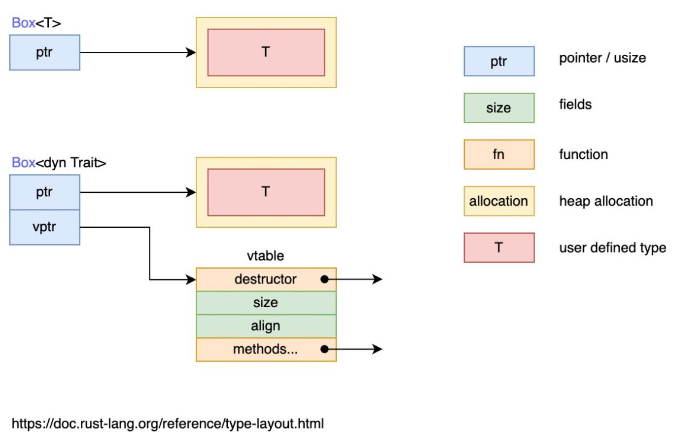 Box<T>
ptr
T
Box<dyn Trait>
ptr
T
vptr
vtable
destructor
size
align
methods...
ptr pointer / usize
size fields
fn function
allocation heap allocation
T user defined type
https://doc.rust-lang.org/reference/type-layout.html